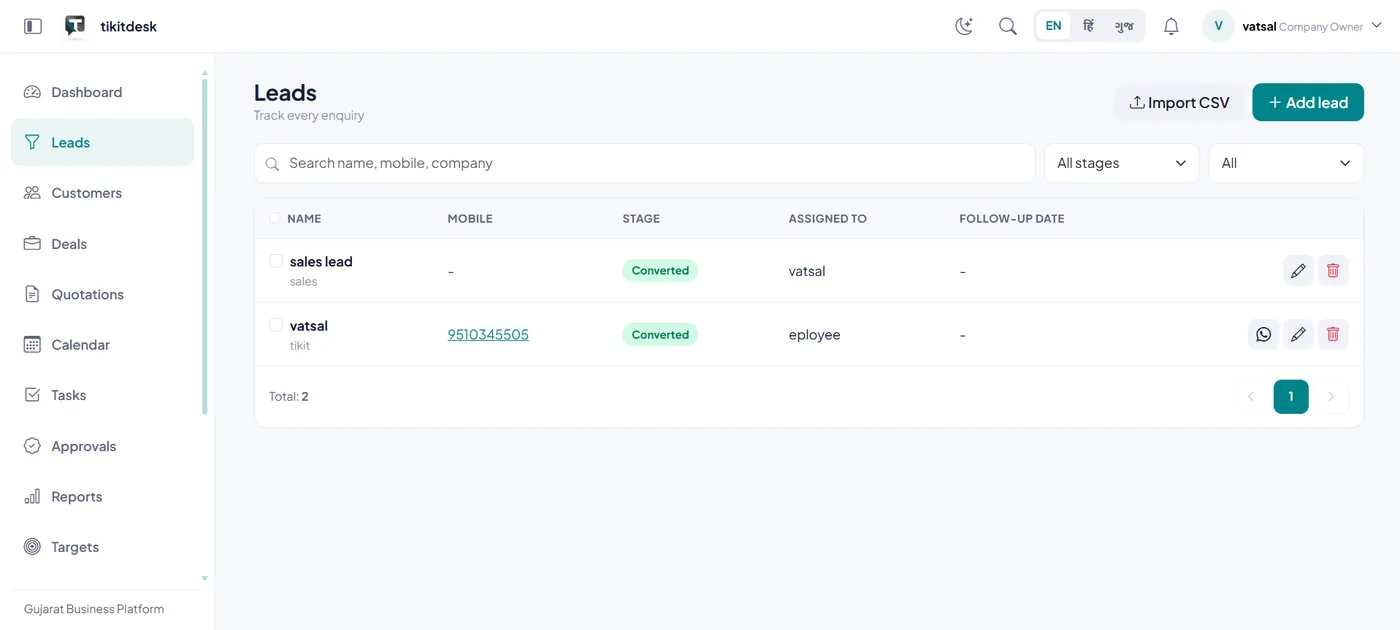 tikitdesk
EN हिं ગુજ
V vatsal Company Owner
Dashboard
Leads
Customers
Deals
Quotations
Calendar
Tasks
Approvals
Reports
Targets
Gujarat Business Platform
Leads
Track every enquiry
Import CSV
+ Add lead
Search name, mobile, company
All stages
All
NAME MOBILE STAGE ASSIGNED TO FOLLOW-UP DATE
sales lead - Converted vatsal -
sales
vatsal 9510345505 Converted eployee -
tikit
Total: 2
1